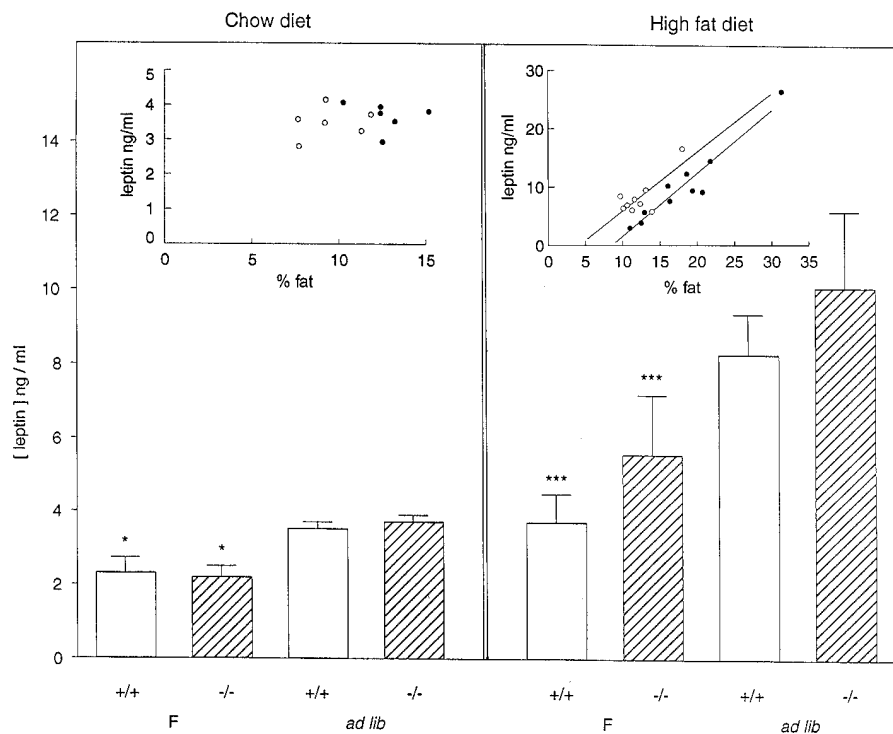 Chow diet
High fat diet
[ leptin ] ng / ml
14
12
10
8
6
4
2
0
leptin ng/ml
5
4
3
2
1
0
0 5 10 15
% fat
leptin ng/ml
30
20
10
0
0 5 10 15 20 25 30 35
% fat
* *
*** ***
+/+ -/- +/+ -/- +/+ -/- +/+ -/-
F ad lib F ad lib